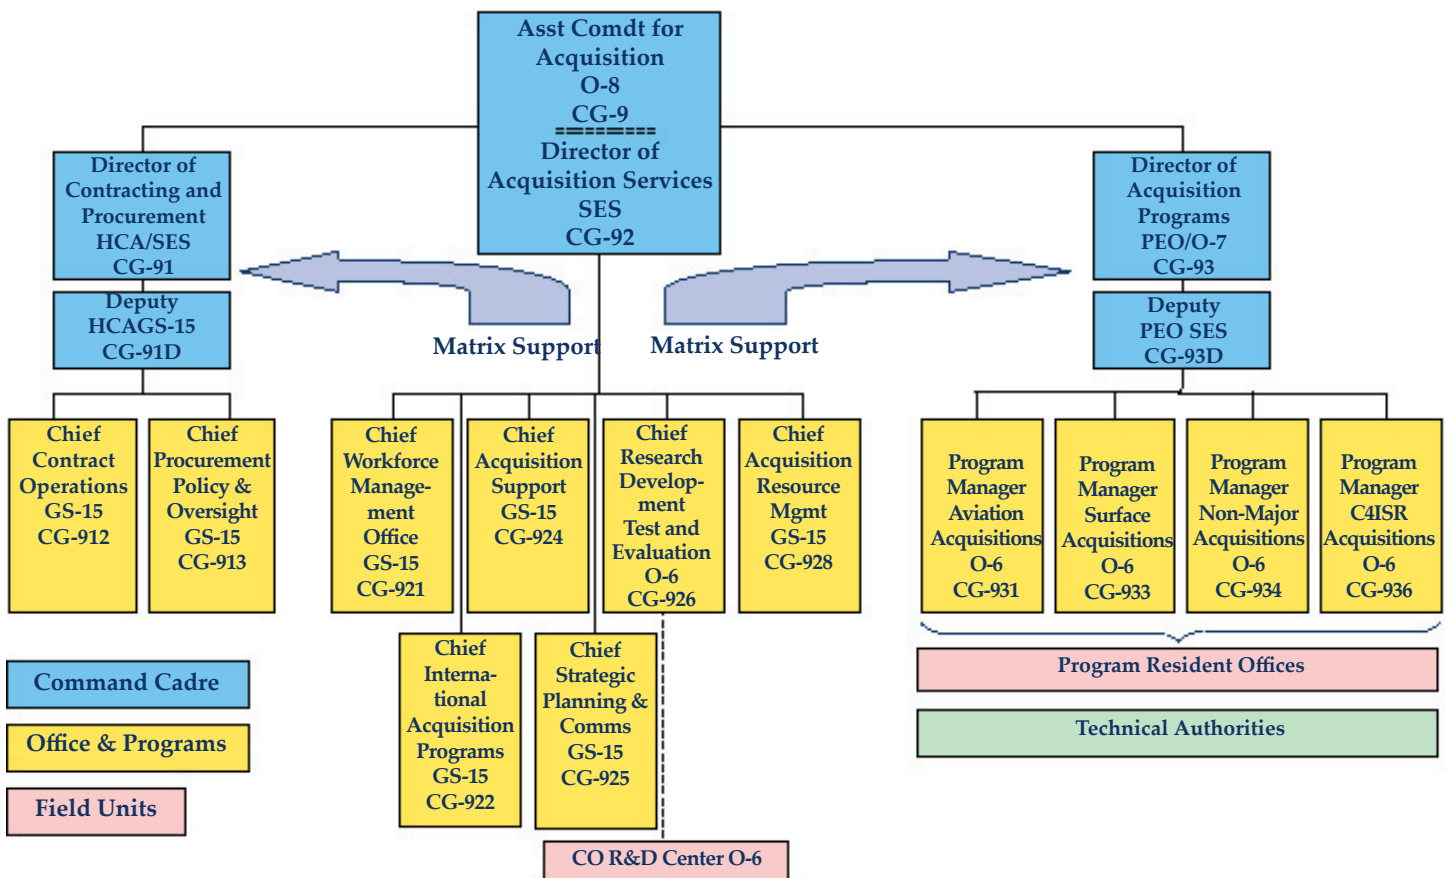 Asst Comdt for
Acquisition
O-8
CG-9
===========
Director of
Acquisition Services
SES
CG-92
Director of
Contracting and
Procurement
HCA/SES
CG-91
Deputy
HCAGS-15
CG-91D
Director of
Acquisition
Programs
PEO/O-7
CG-93
Deputy
PEO SES
CG-93D
Matrix Support
Matrix Support
Chief
Contract
Operations
GS-15
CG-912
Chief
Procurement
Policy &
Oversight
GS-15
CG-913
Chief
Workforce
Manage-
ment
Office
GS-15
CG-921
Chief
Acquisition
Support
GS-15
CG-924
Chief
Research
Develop-
ment
Test and
Evaluation
O-6
CG-926
Chief
Acquisition
Resource
Mgmt
GS-15
CG-928
Program
Manager
Aviation
Acquisitions
O-6
CG-931
Program
Manager
Surface
Acquisitions
O-6
CG-933
Program
Manager
Non-Major
Acquisitions
O-6
CG-934
Program
Manager
C4ISR
Acquisitions
O-6
CG-936
Chief
Interna-
tional
Acquisition
Programs
GS-15
CG-922
Chief
Strategic
Planning &
Comms
GS-15
CG-925
Program Resident Offices
Technical Authorities
Command Cadre
Office & Programs
Field Units
CO R&D Center O-6